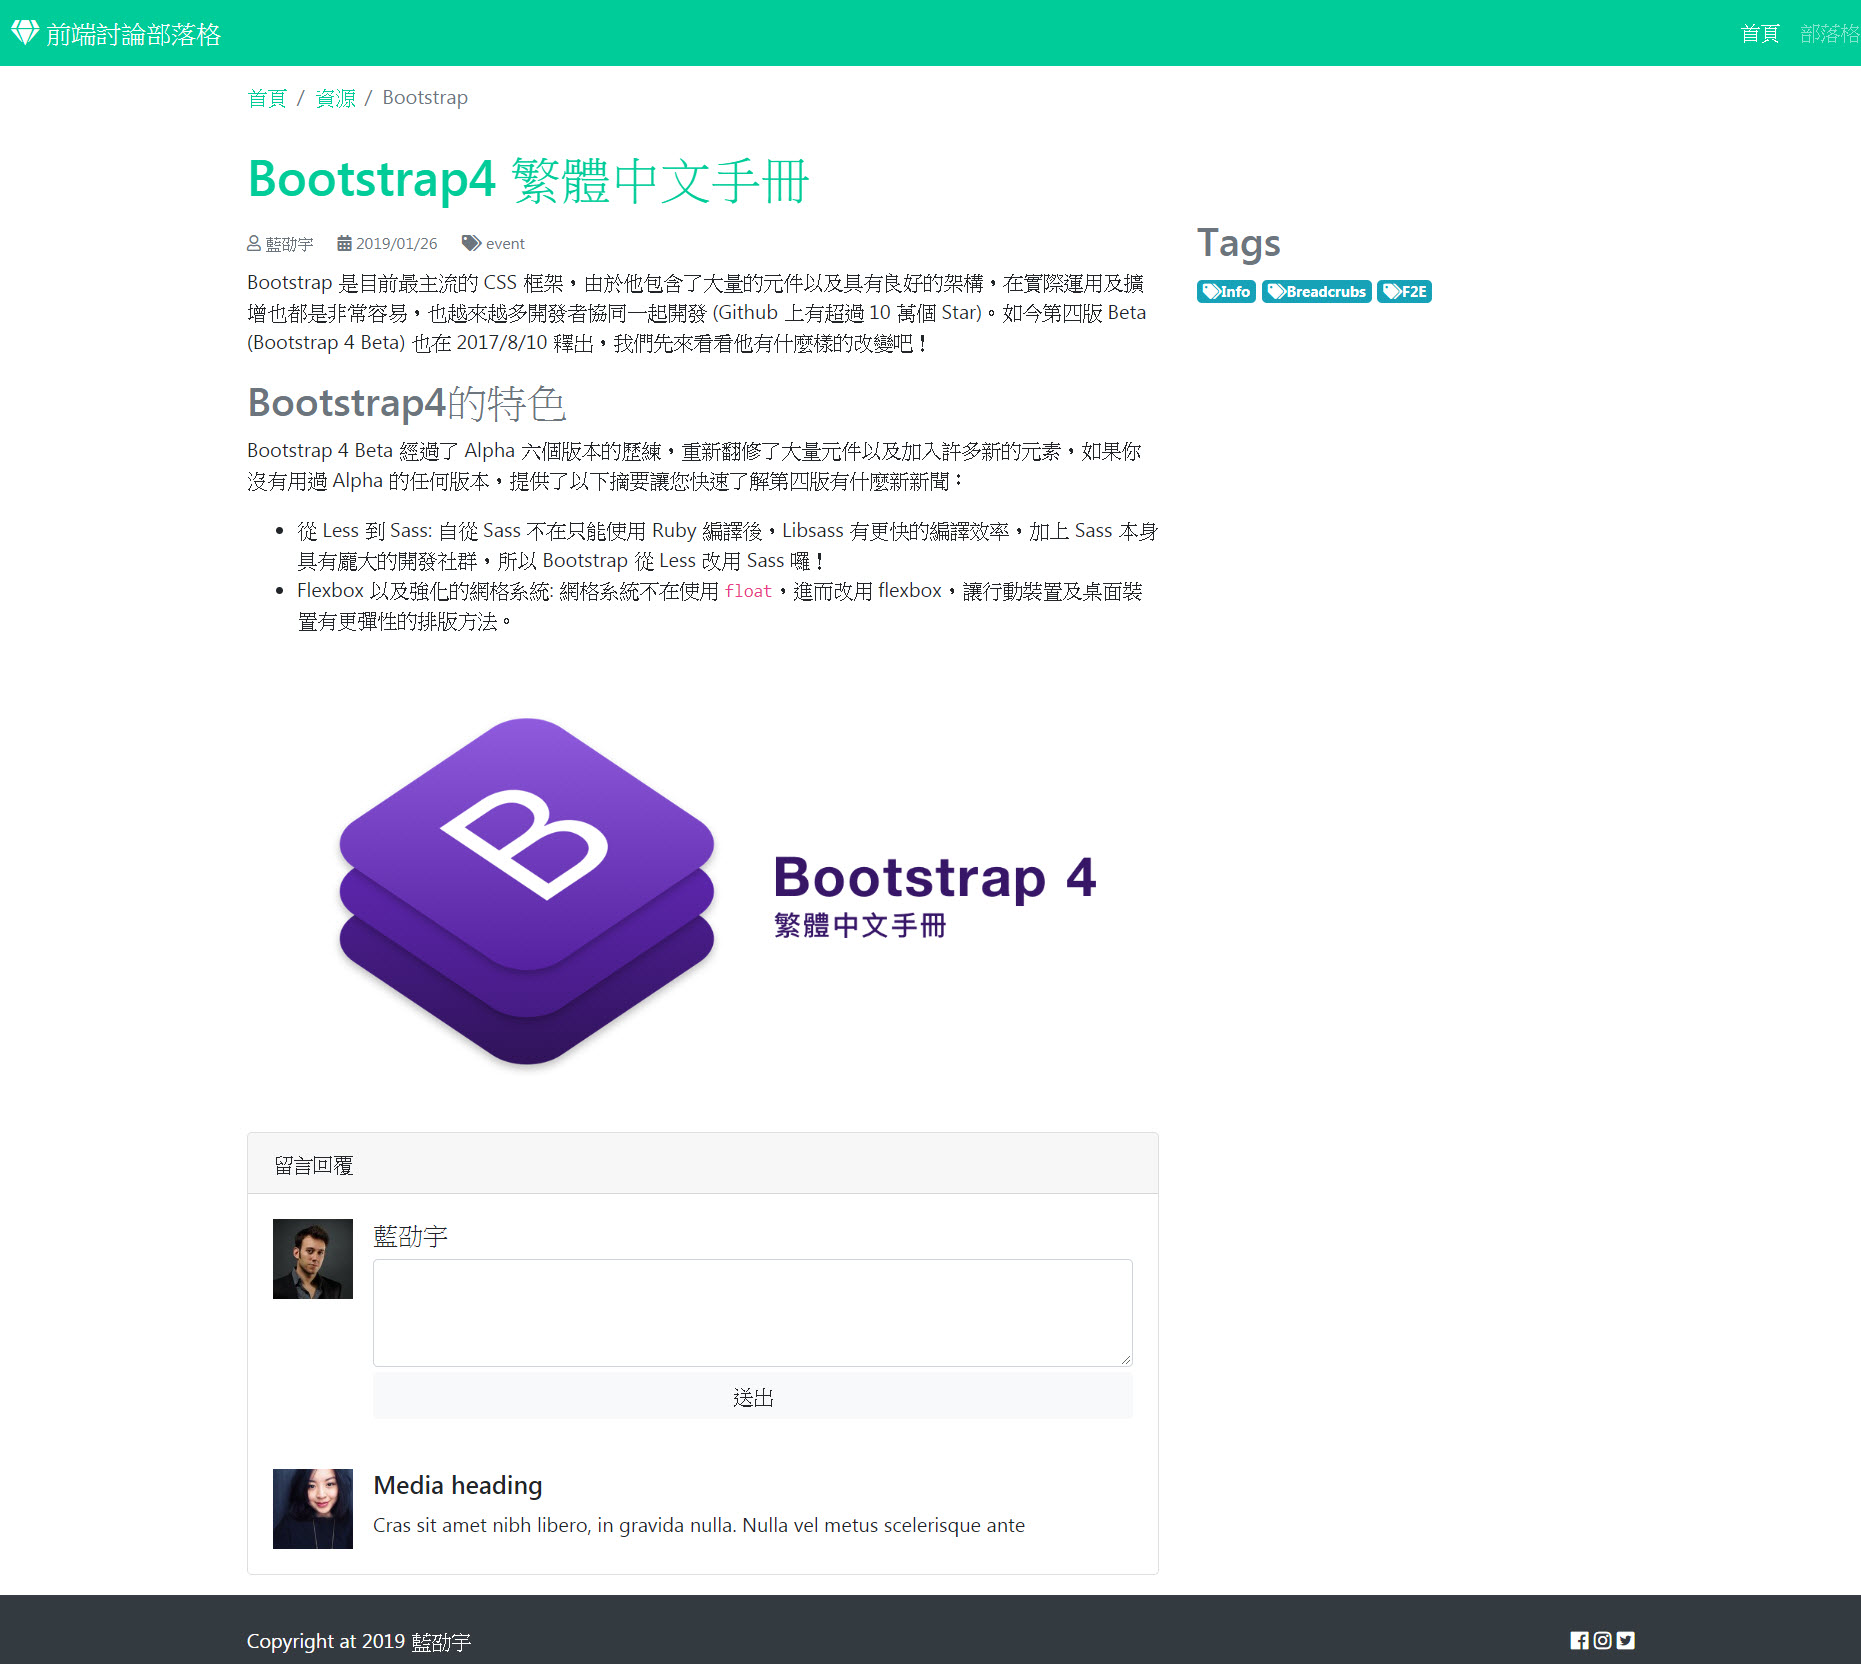 前端討論部落格
首頁 部落格
首頁 / 資源 / Bootstrap
Bootstrap4 繁體中文手冊
藍劭宇 2019/01/26 event
Bootstrap 是目前最主流的 CSS 框架，由於他包含了大量的元件以及具有良好的架構，在實際運用及擴
增也都是非常容易，也越來越多開發者協同一起開發 (Github 上有超過 10 萬個 Star)。如今第四版 Beta
(Bootstrap 4 Beta) 也在 2017/8/10 釋出，我們先來看看他有什麼樣的改變吧！
Bootstrap4的特色
Bootstrap 4 Beta 經過了 Alpha 六個版本的歷練，重新翻修了大量元件以及加入許多新的元素，如果你
沒有用過 Alpha 的任何版本，提供了以下摘要讓您快速了解第四版有什麼新新聞：
• 從 Less 到 Sass: 自從 Sass 不在只能使用 Ruby 編譯後，Libsass 有更快的編譯效率，加上 Sass 本身
具有龐大的開發社群，所以 Bootstrap 從 Less 改用 Sass 囉！
• Flexbox 以及強化的網格系統: 網格系統不在使用 float，進而改用 flexbox，讓行動裝置及桌面裝
置有更彈性的排版方法。
B
Bootstrap 4
繁體中文手冊
Tags
Info Breadcrubs F2E
留言回覆
藍劭宇
送出
Media heading
Cras sit amet nibh libero, in gravida nulla. Nulla vel metus scelerisque ante
Copyright at 2019 藍劭宇